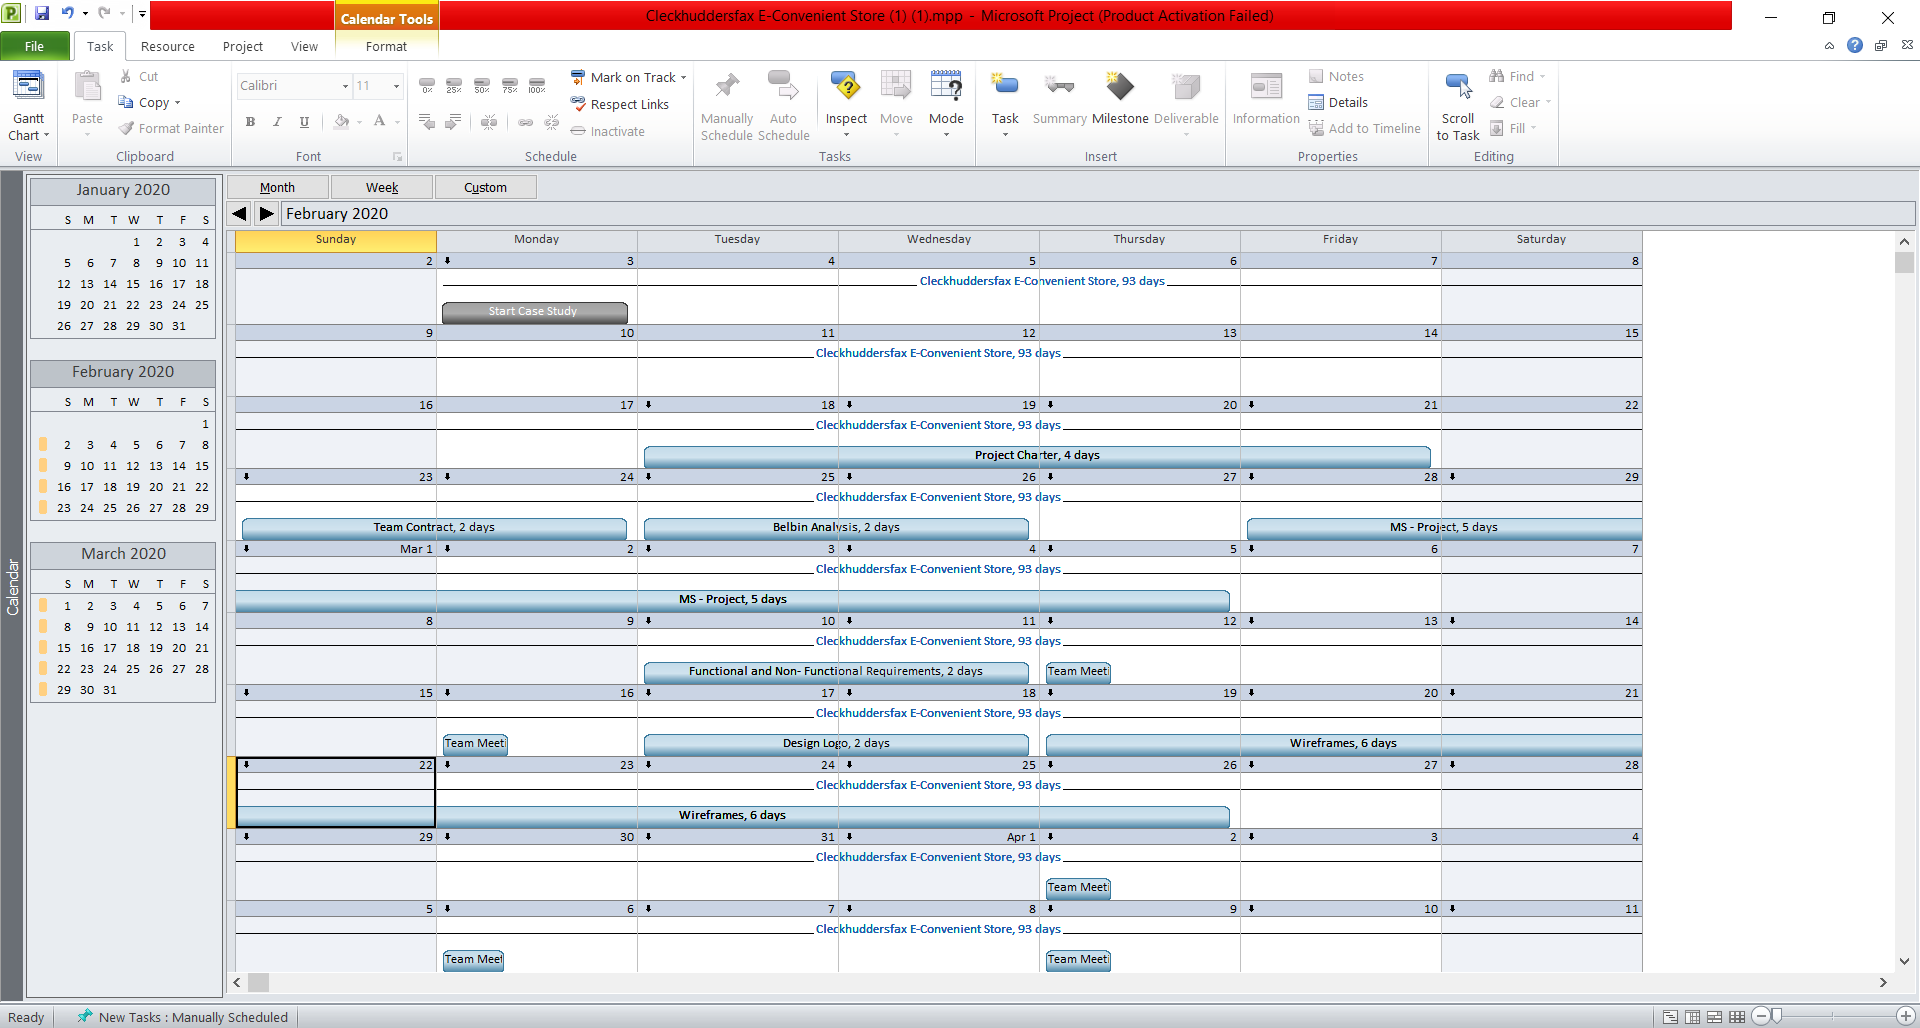 Calendar Tools
Cleckhuddersfax E-Convenient Store (1) (1).mpp - Microsoft Project (Product Activation Failed)
File Task Resource Project View Format
Gantt Chart
View
Paste
Cut
Copy
Format Painter
Clipboard
Calibri 11
B I U A
Font
0% 25% 50% 75% 100%
Mark on Track
Respect Links
Inactivate
Schedule
Manually Schedule
Auto Schedule
Inspect
Move
Mode
Tasks
Task
Summary
Milestone
Deliverable
Insert
Information
Notes
Details
Add to Timeline
Properties
Scroll to Task
Find
Clear
Fill
Editing
Calendar
January 2020
S M T W T F S
1 2 3 4
5 6 7 8 9 10 11
12 13 14 15 16 17 18
19 20 21 22 23 24 25
26 27 28 29 30 31
February 2020
S M T W T F S
1
2 3 4 5 6 7 8
9 10 11 12 13 14 15
16 17 18 19 20 21 22
23 24 25 26 27 28 29
March 2020
S M T W T F S
1 2 3 4 5 6 7
8 9 10 11 12 13 14
15 16 17 18 19 20 21
22 23 24 25 26 27 28
29 30 31
Month Week Custom
February 2020
Sunday Monday Tuesday Wednesday Thursday Friday Saturday
2 3 4 5 6 7 8
Cleckhuddersfax E-Convenient Store, 93 days
Start Case Study
9 10 11 12 13 14 15
Cleckhuddersfax E-Convenient Store, 93 days
16 17 18 19 20 21 22
Cleckhuddersfax E-Convenient Store, 93 days
Project Charter, 4 days
23 24 25 26 27 28 29
Cleckhuddersfax E-Convenient Store, 93 days
Team Contract, 2 days Belbin Analysis, 2 days MS - Project, 5 days
Mar 1 2 3 4 5 6 7
Cleckhuddersfax E-Convenient Store, 93 days
MS - Project, 5 days
8 9 10 11 12 13 14
Cleckhuddersfax E-Convenient Store, 93 days
Functional and Non- Functional Requirements, 2 days Team Meeti
15 16 17 18 19 20 21
Cleckhuddersfax E-Convenient Store, 93 days
Team Meeti Design Logo, 2 days Wireframes, 6 days
22 23 24 25 26 27 28
Cleckhuddersfax E-Convenient Store, 93 days
Wireframes, 6 days
29 30 31 Apr 1 2 3 4
Cleckhuddersfax E-Convenient Store, 93 days
Team Meeti
5 6 7 8 9 10 11
Cleckhuddersfax E-Convenient Store, 93 days
Team Meet Team Meeti
Ready New Tasks : Manually Scheduled